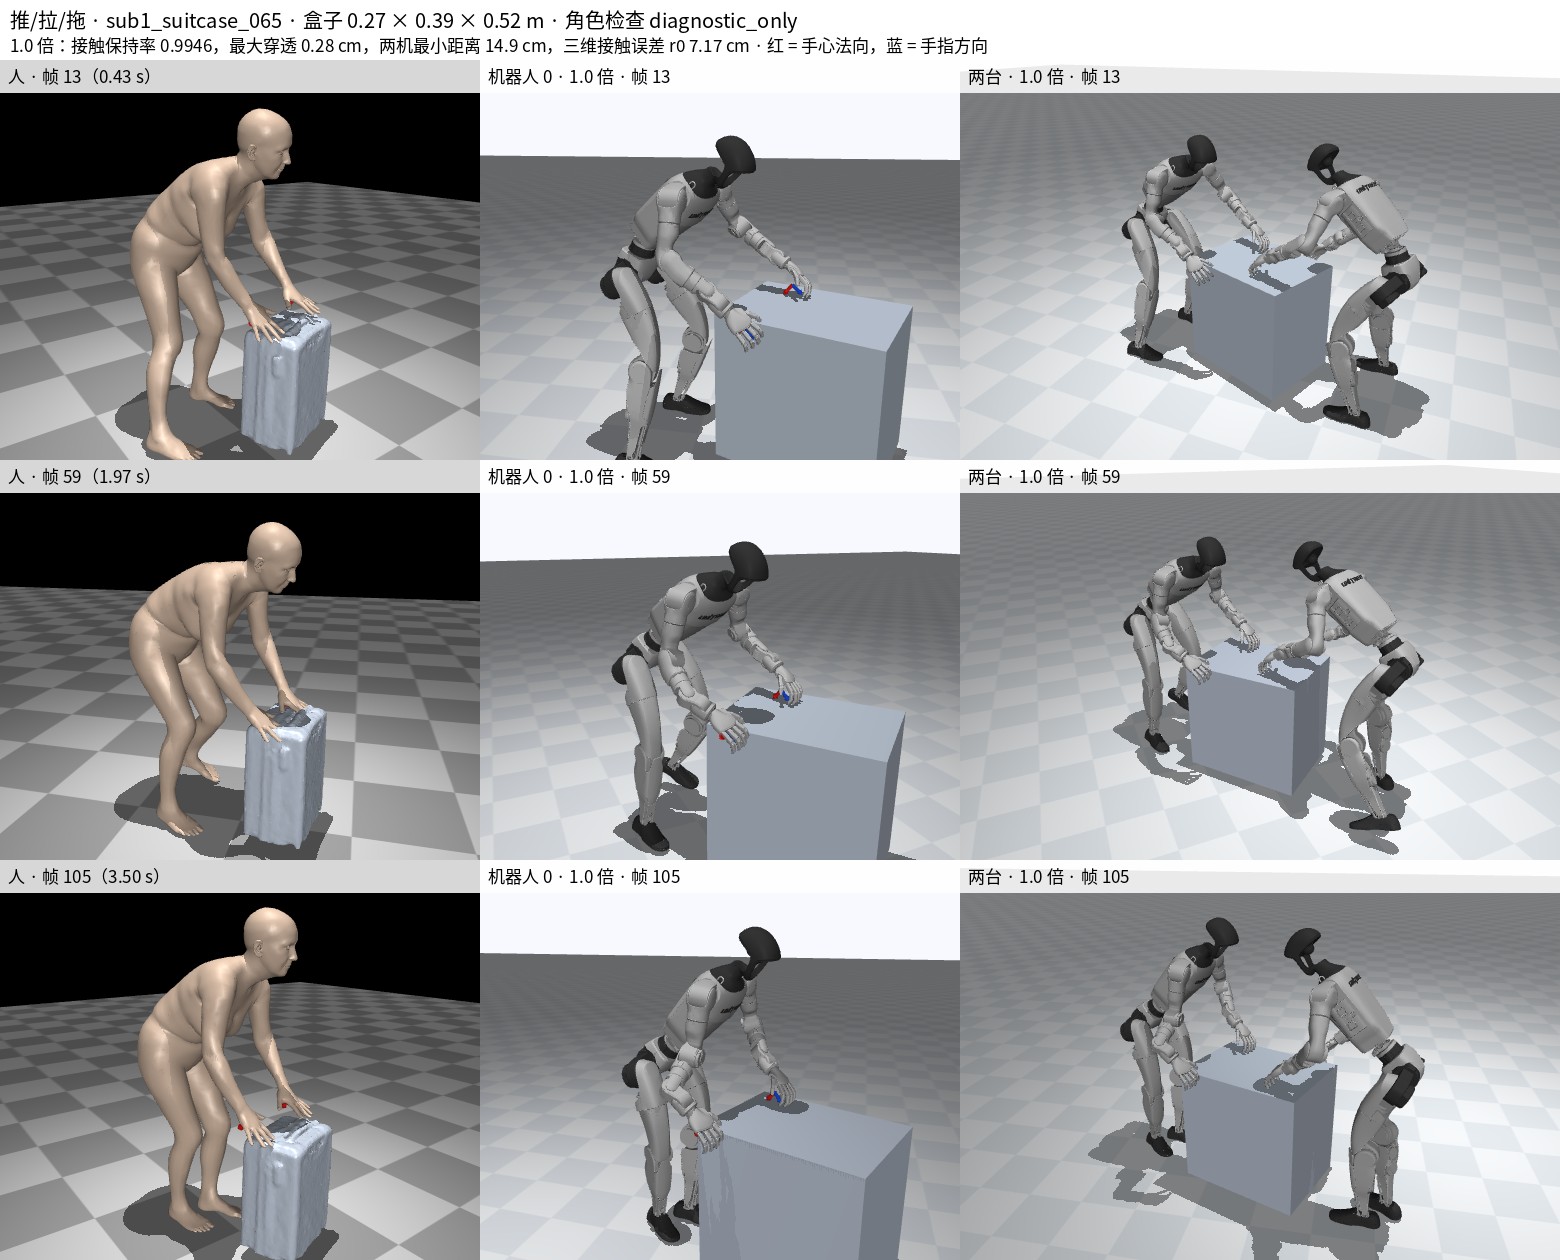 推/拉/拖 · sub1_suitcase_065 · 盒子 0.27 × 0.39 × 0.52 m · 角色检查 diagnostic_only
1.0 倍：接触保持率 0.9946，最大穿透 0.28 cm，两机最小距离 14.9 cm，三维接触误差 r0 7.17 cm · 红 = 手心法向，蓝 = 手指方向
人 · 帧 13（0.43 s）
机器人 0 · 1.0 倍 · 帧 13
两台 · 1.0 倍 · 帧 13
人 · 帧 59（1.97 s）
机器人 0 · 1.0 倍 · 帧 59
两台 · 1.0 倍 · 帧 59
人 · 帧 105（3.50 s）
机器人 0 · 1.0 倍 · 帧 105
两台 · 1.0 倍 · 帧 105